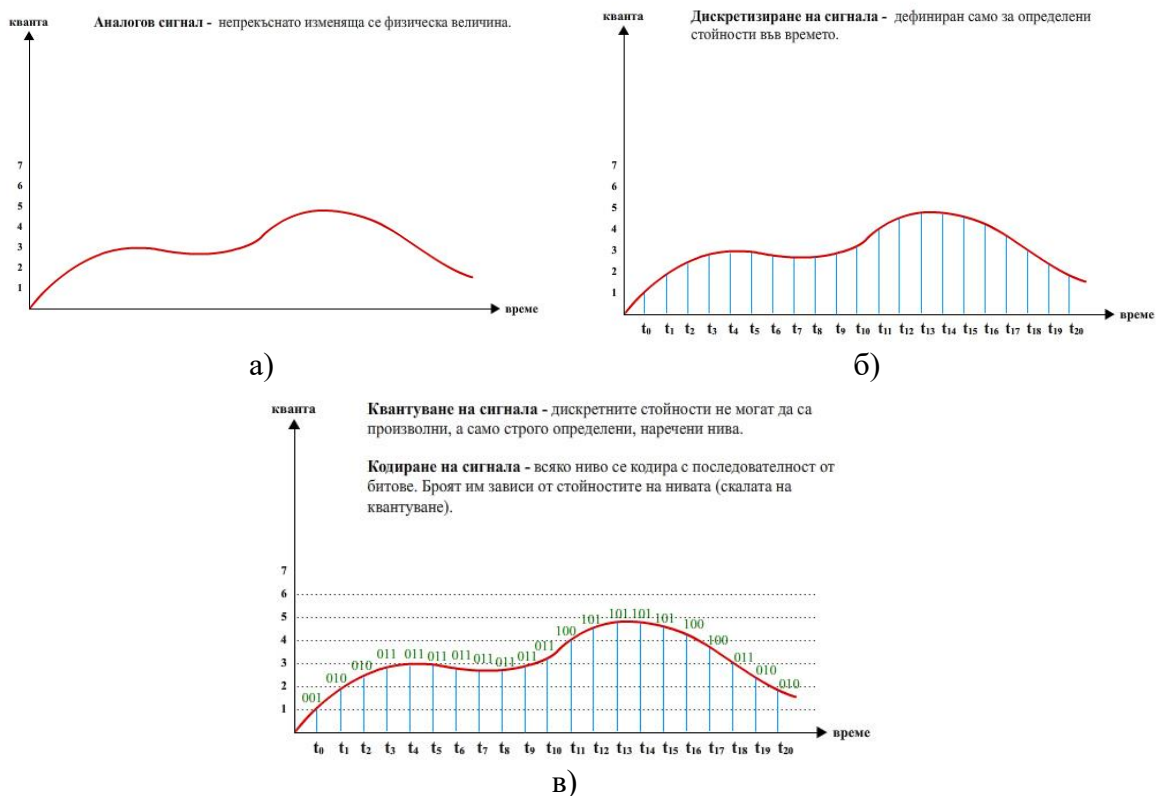 кванта
Аналогов сигнал - непрекъснато изменяща се физическа величина.
7
6
5
4
3
2
1
време
а)
кванта
Дискретизиране на сигнала - дефиниран само за определени
стойности във времето.
7
6
5
4
3
2
1
време
t0 t1 t2 t3 t4 t5 t6 t7 t8 t9 t10 t11 t12 t13 t14 t15 t16 t17 t18 t19 t20
б)
кванта
Квантуване на сигнала - дискретните стойности не могат да са
произволни, а само строго определени, наречени нива.
Кодиране на сигнала - всяко ниво се кодира с последователност от
битове. Броят им зависи от стойностите на нивата (скалата на
квантуване).
7
6
5
4
3
2
1
001 010 010 011 011 011 011 011 011 011 011 100 101 101 101 101 100 100 011 010 010
време
t0 t1 t2 t3 t4 t5 t6 t7 t8 t9 t10 t11 t12 t13 t14 t15 t16 t17 t18 t19 t20
в)